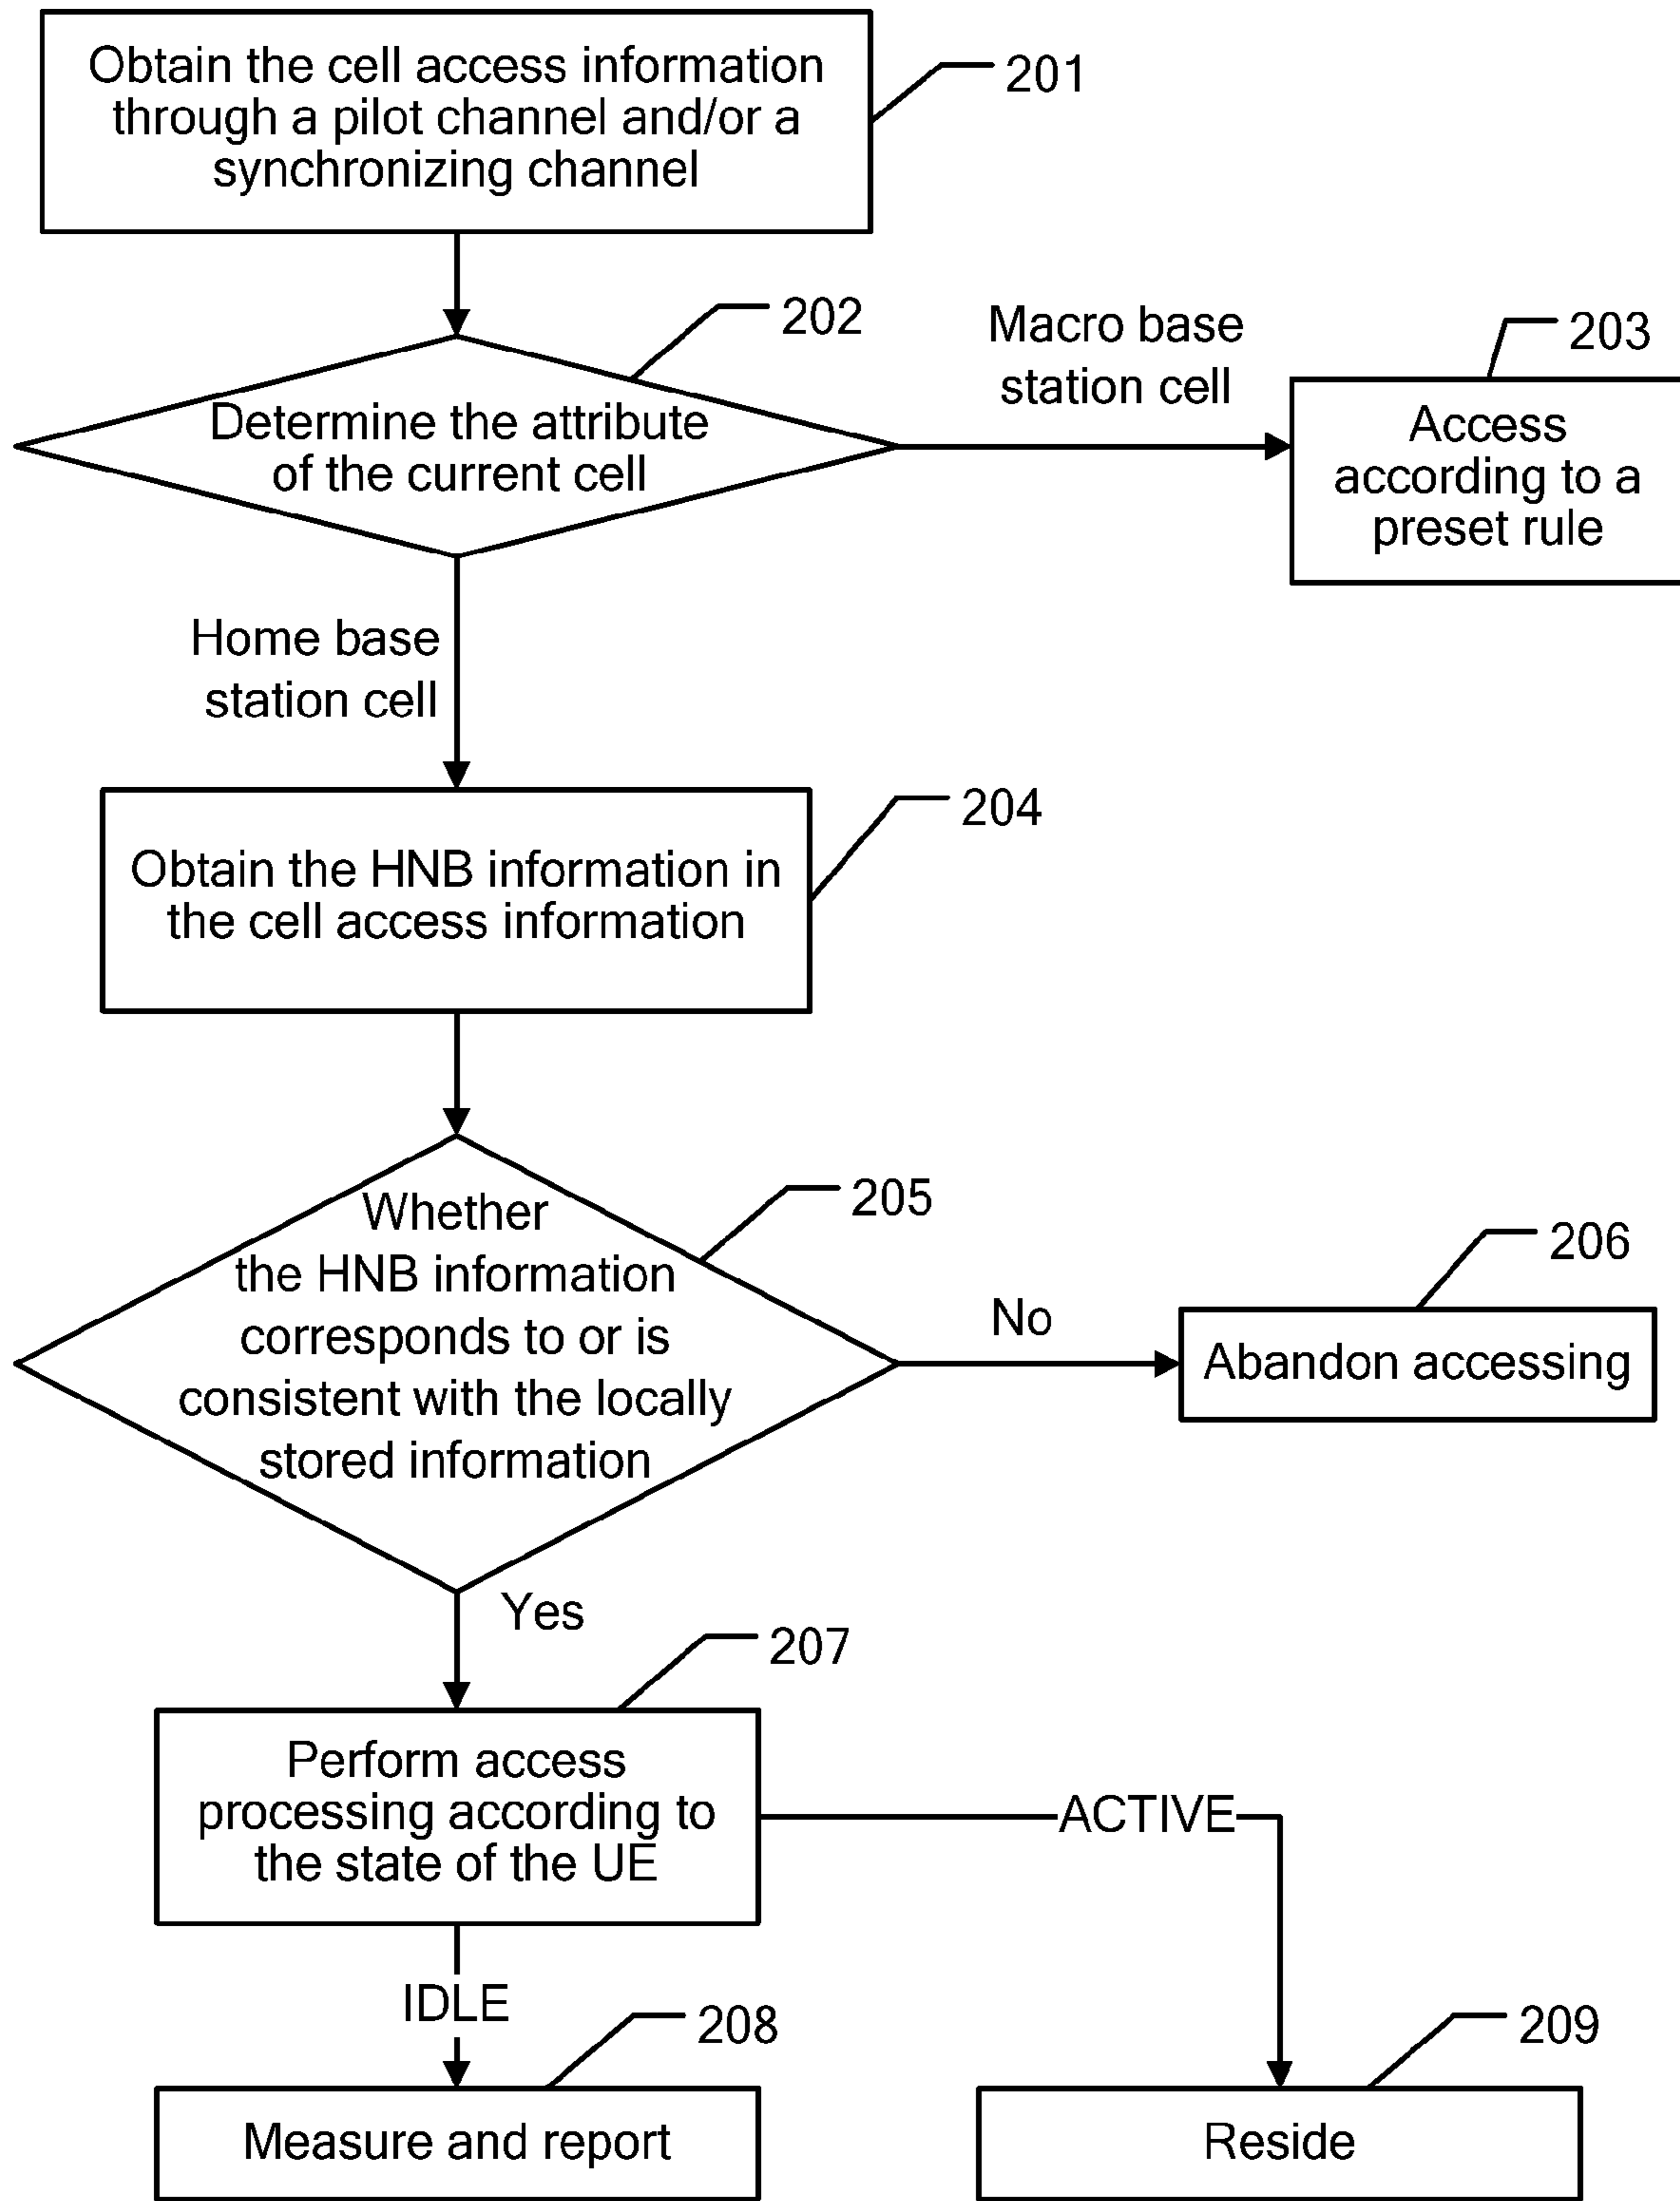 Obtain the cell access information
through a pilot channel and/or a
synchronizing channel
201
202
Determine the attribute
of the current cell
Macro base
station cell
203
Access
according to a
preset rule
Home base
station cell
204
Obtain the HNB information in
the cell access information
205
Whether
the HNB information
corresponds to or is
consistent with the locally
stored information
No
206
Abandon accessing
Yes
207
Perform access
processing according to
the state of the UE
ACTIVE
IDLE
208
Measure and report
209
Reside